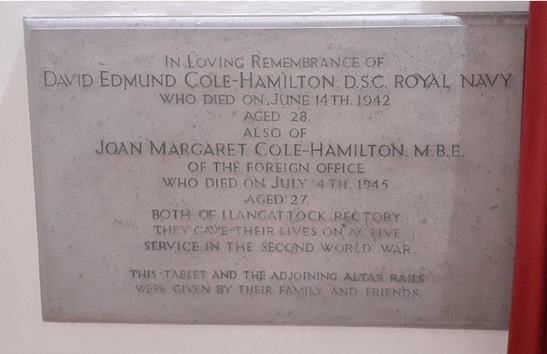 IN LOVING REMEMBRANCE OF
DAVID EDMUND COLE-HAMILTON, D.S.C. ROYAL NAVY
WHO DIED ON JUNE 14TH. 1942
AGED 28.
ALSO OF
JOAN MARGARET COLE-HAMILTON, M.B.E.
OF THE FOREIGN OFFICE
WHO DIED ON JULY 4TH. 1945
AGED 27.
BOTH OF LLANGATTOCK RECTORY
THEY GAVE THEIR LIVES ON ACTIVE
SERVICE IN THE SECOND WORLD WAR.
THIS TABLET AND THE ADJOINING ALTAR RAILS
WERE GIVEN BY THEIR FAMILY AND FRIENDS.